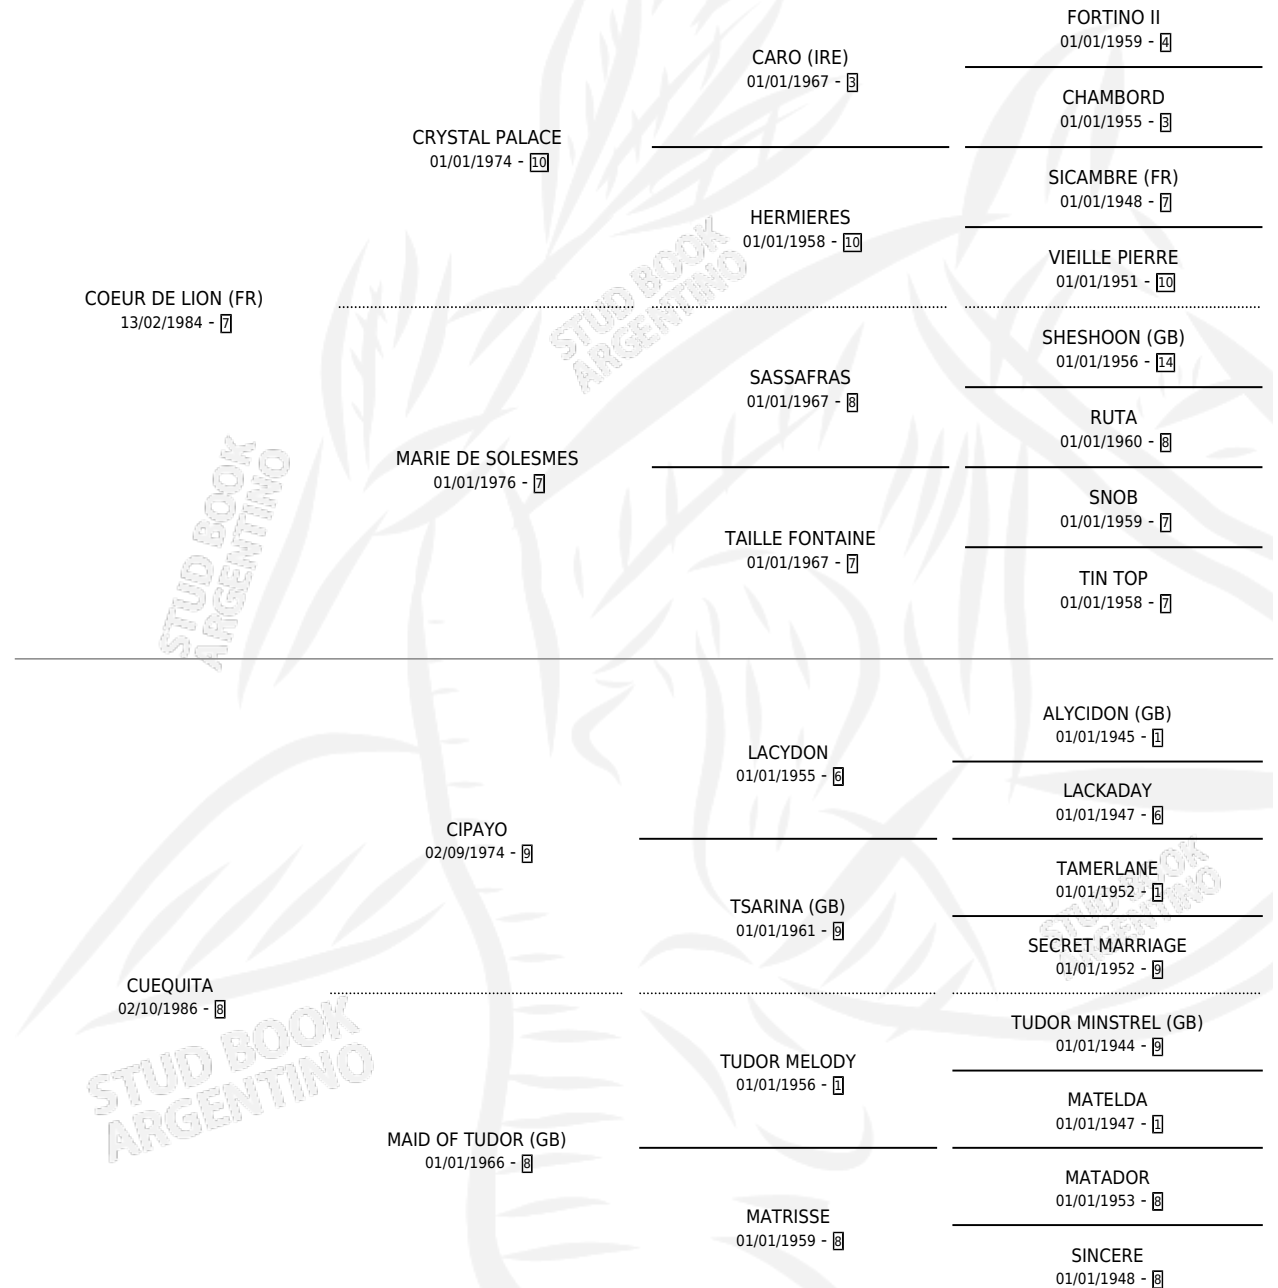 FORTINO II
01/01/1959 - 4
CARO (IRE)
01/01/1967 - 3
CHAMBORD
01/01/1955 - 3
CRYSTAL PALACE
01/01/1974 - 10
SICAMBRE (FR)
01/01/1948 - 7
HERMIERES
01/01/1958 - 10
VIEILLE PIERRE
01/01/1951 - 10
COEUR DE LION (FR)
13/02/1984 - 7
SHESHOON (GB)
01/01/1956 - 14
SASSAFRAS
01/01/1967 - 8
RUTA
01/01/1960 - 8
MARIE DE SOLESMES
01/01/1976 - 7
SNOB
01/01/1959 - 7
TAILLE FONTAINE
01/01/1967 - 7
TIN TOP
01/01/1958 - 7
STUD BOOK
ARGENTINO
STUD BOOK
ARGENTINO
ALYCIDON (GB)
01/01/1945 - 1
LACYDON
01/01/1955 - 6
LACKADAY
01/01/1947 - 6
CIPAYO
02/09/1974 - 9
TAMERLANE
01/01/1952 - 1
TSARINA (GB)
01/01/1961 - 9
SECRET MARRIAGE
01/01/1952 - 9
CUEQUITA
02/10/1986 - 8
TUDOR MINSTREL (GB)
01/01/1944 - 9
TUDOR MELODY
01/01/1956 - 1
MATELDA
01/01/1947 - 1
MAID OF TUDOR (GB)
01/01/1966 - 8
MATADOR
01/01/1953 - 8
MATRISSE
01/01/1959 - 8
SINCERE
01/01/1948 - 8
STUD BOOK
ARGENTINO
STUD BOOK
ARGENTINO